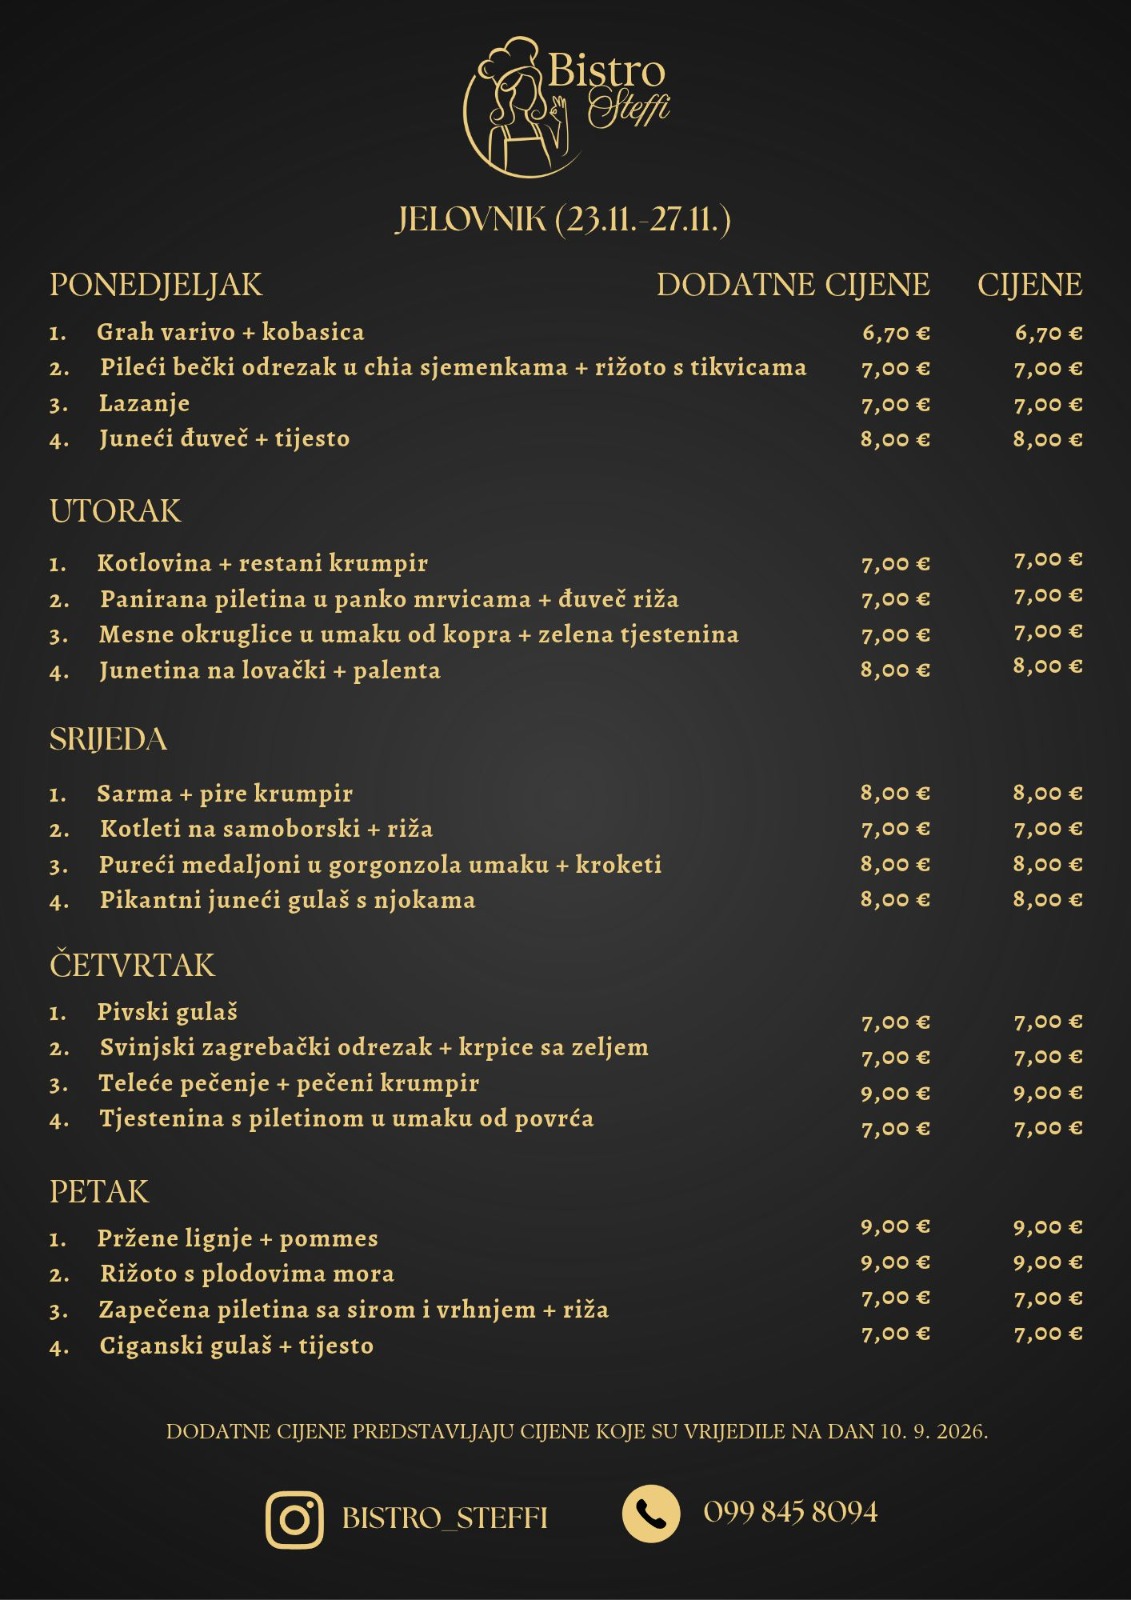 Bistro
Steffi
JELOVNIK (23.11.-27.11.)
PONEDJELJAK DODATNE CIJENE CIJENE
1. Grah varivo + kobasica 6,70 € 6,70 €
2. Pileći bečki odrezak u chia sjemenkama + rižoto s tikvicama 7,00 € 7,00 €
3. Lazanje 7,00 € 7,00 €
4. Juneći đuveč + tijesto 8,00 € 8,00 €
UTORAK
1. Kotlovina + restani krumpir 7,00 € 7,00 €
2. Panirana piletina u panko mrvicama + đuveč riža 7,00 € 7,00 €
3. Mesne okruglice u umaku od kopra + zelena tjestenina 7,00 € 7,00 €
4. Junetina na lovački + palenta 8,00 € 8,00 €
SRIJEDA
1. Sarma + pire krumpir 8,00 € 8,00 €
2. Kotleti na samoborski + riža 7,00 € 7,00 €
3. Pureći medaljoni u gorgonzola umaku + kroketi 8,00 € 8,00 €
4. Pikantni juneći gulaš s njokama 8,00 € 8,00 €
ČETVRTAK
1. Pivski gulaš 7,00 € 7,00 €
2. Svinjski zagrebački odrezak + krpice sa zeljem 7,00 € 7,00 €
3. Teleće pečenje + pečeni krumpir 9,00 € 9,00 €
4. Tjestenina s piletinom u umaku od povrća 7,00 € 7,00 €
PETAK
1. Pržene lignje + pommes 9,00 € 9,00 €
2. Rižoto s plodovima mora 9,00 € 9,00 €
3. Zapečena piletina sa sirom i vrhnjem + riža 7,00 € 7,00 €
4. Ciganski gulaš + tijesto 7,00 € 7,00 €
DODATNE CIJENE PREDSTAVLJAJU CIJENE KOJE SU VRIJEDILE NA DAN 10. 9. 2026.
BISTRO_STEFFI 099 845 8094